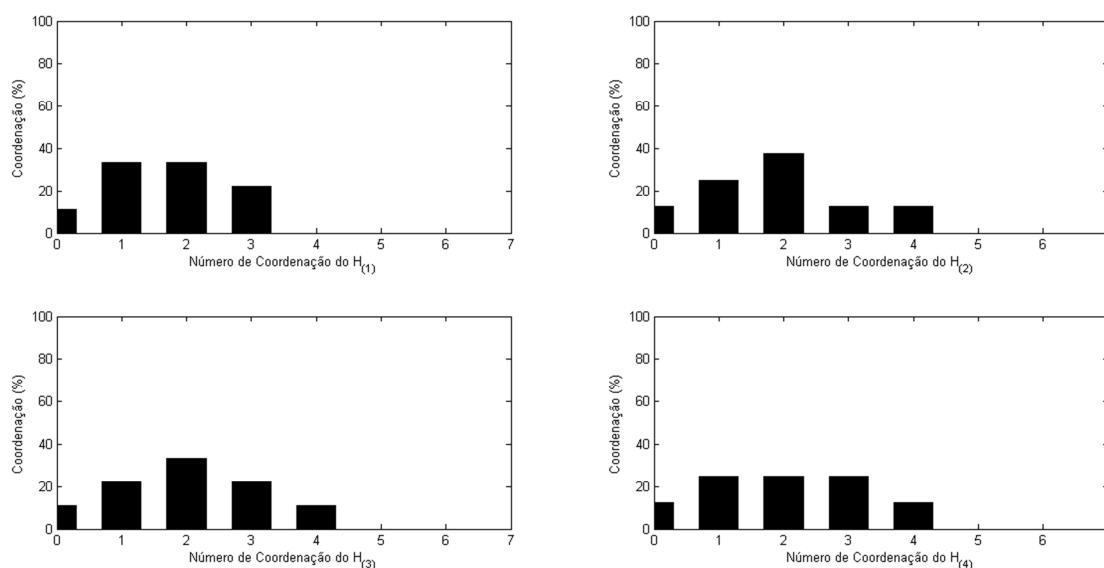 100
80
60
40
20
0
Coordenação (%)
0 1 2 3 4 5 6 7
Número de Coordenação do H(1)
100
80
60
40
20
0
Coordenação (%)
0 1 2 3 4 5 6
Número de Coordenação do H(2)
100
80
60
40
20
0
Coordenação (%)
0 1 2 3 4 5 6 7
Número de Coordenação do H(3)
100
80
60
40
20
0
Coordenação (%)
0 1 2 3 4 5 6
Número de Coordenação do H(4)